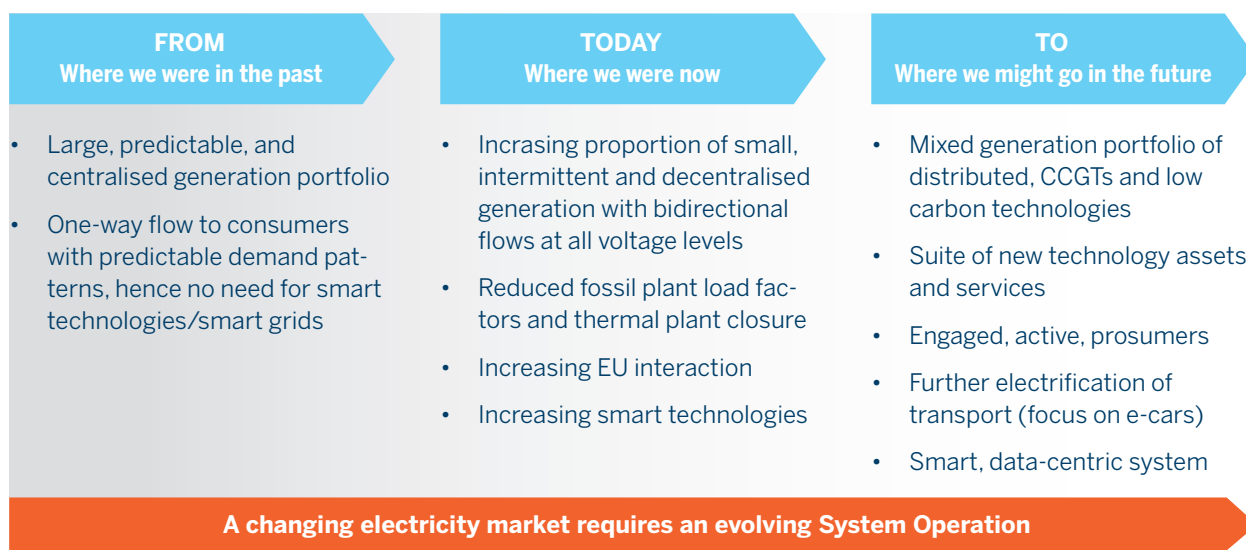 FROM
Where we were in the past
• Large, predictable, and
centralised generation portfolio
• One-way flow to consumers
with predictable demand pat-
terns, hence no need for smart
technologies/smart grids
TODAY
Where we were now
• Incrasing proportion of small,
intermittent and decentralised
generation with bidirectional
flows at all voltage levels
• Reduced fossil plant load fac-
tors and thermal plant closure
• Increasing EU interaction
• Increasing smart technologies
TO
Where we might go in the future
• Mixed generation portfolio of
distributed, CCGTs and low
carbon technologies
• Suite of new technology assets
and services
• Engaged, active, prosumers
• Further electrification of
transport (focus on e-cars)
• Smart, data-centric system
A changing electricity market requires an evolving System Operation